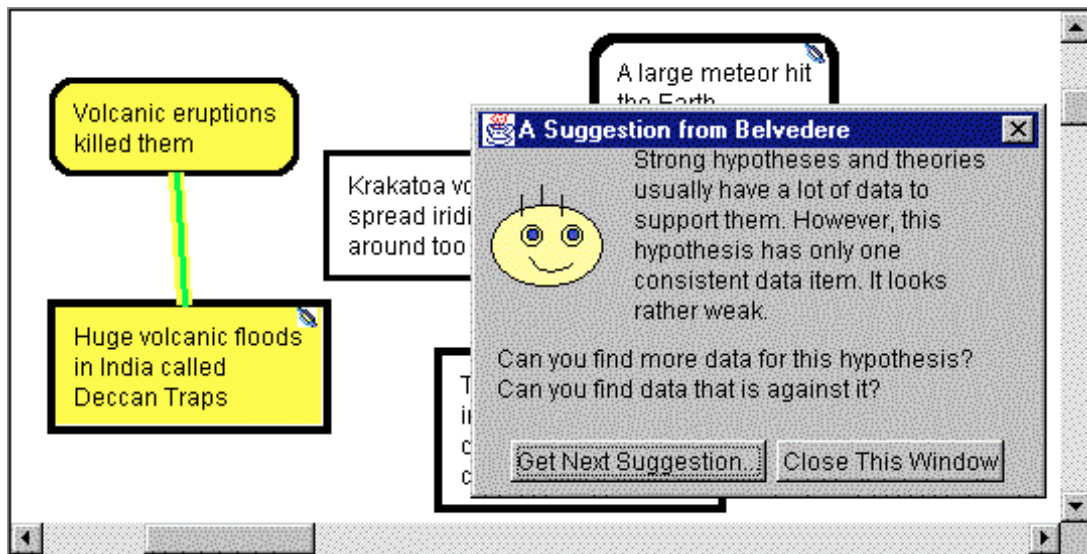 Volcanic eruptions
killed them
Huge volcanic floods
in India called
Deccan Traps
A large meteor hit
the Earth
Krakatoa
spread
around too
A Suggestion from Belvedere
Strong hypotheses and theories
usually have a lot of data to
support them. However, this
hypothesis has only one
consistent data item. It looks
rather weak.
Can you find more data for this hypothesis?
Can you find data that is against it?
Get Next Suggestion...
Close This Window